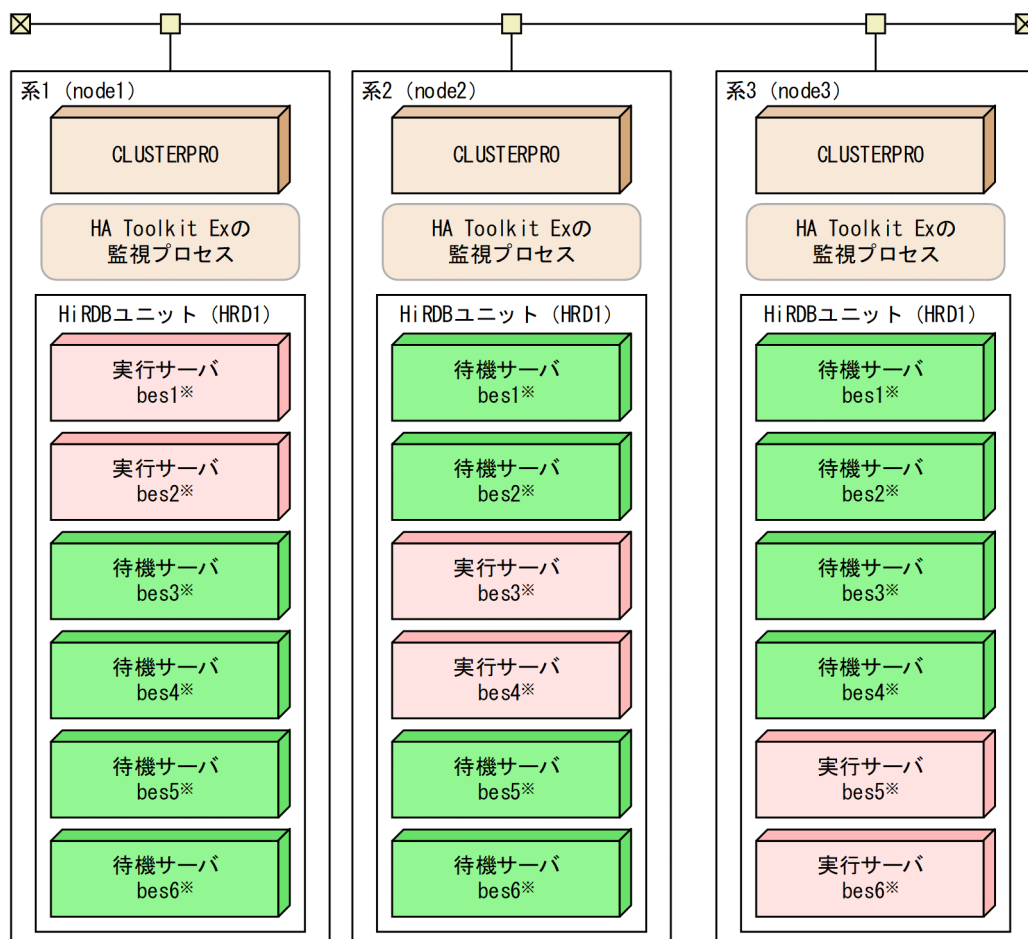 系1（node1）
CLUSTERPRO
HA Toolkit Exの
監視プロセス
HiRDBユニット（HRD1）
実行サーバ
bes1※
実行サーバ
bes2※
待機サーバ
bes3※
待機サーバ
bes4※
待機サーバ
bes5※
待機サーバ
bes6※
系2（node2）
CLUSTERPRO
HA Toolkit Exの
監視プロセス
HiRDBユニット（HRD1）
待機サーバ
bes1※
待機サーバ
bes2※
実行サーバ
bes3※
実行サーバ
bes4※
待機サーバ
bes5※
待機サーバ
bes6※
系3（node3）
CLUSTERPRO
HA Toolkit Exの
監視プロセス
HiRDBユニット（HRD1）
待機サーバ
bes1※
待機サーバ
bes2※
待機サーバ
bes3※
待機サーバ
bes4※
実行サーバ
bes5※
実行サーバ
bes6※